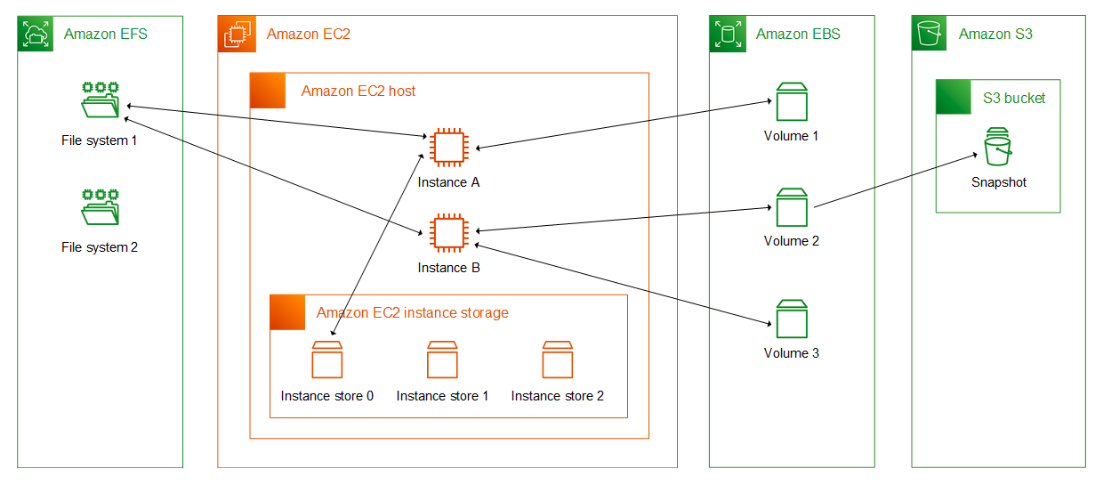 Amazon EFS
Amazon EC2
Amazon EBS
Amazon S3
Amazon EC2 host
S3 bucket
File system 1
Volume 1
Instance A
Snapshot
File system 2
Volume 2
Instance B
Amazon EC2 instance storage
Volume 3
Instance store 0
Instance store 1
Instance store 2